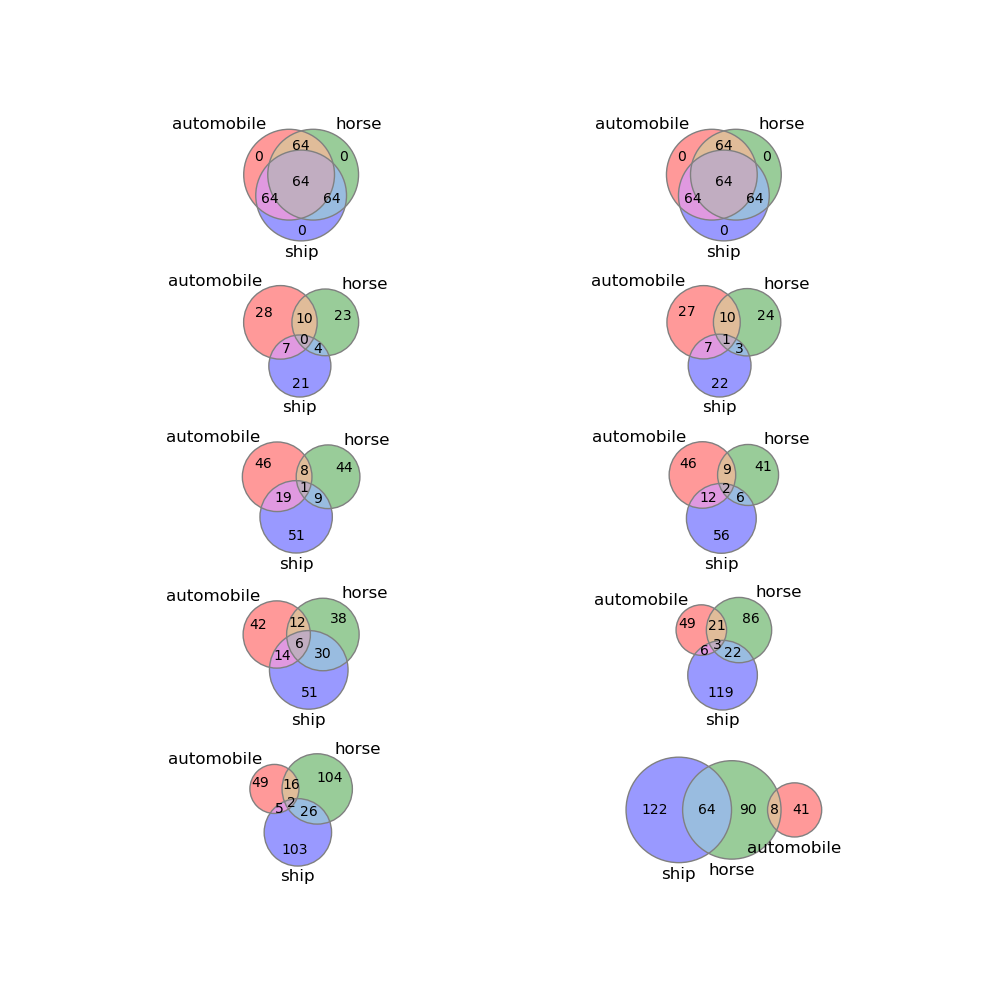 automobile horse
64
0 0
64
64 64
0
ship
automobile horse
64
0 0
64
64 64
0
ship
automobile horse
28 10 23
0
7 4
21
ship
automobile horse
27 10 24
1
7 3
22
ship
automobile horse
46 8 44
1
19 9
51
ship
automobile horse
46 9 41
2
12 6
56
ship
automobile horse
42 12 38
6
14 30
51
ship
automobile horse
49 21 86
3
6 22
119
ship
automobile horse
49 16 104
2
5 26
103
ship
122 64 90 8 41
automobile
ship horse